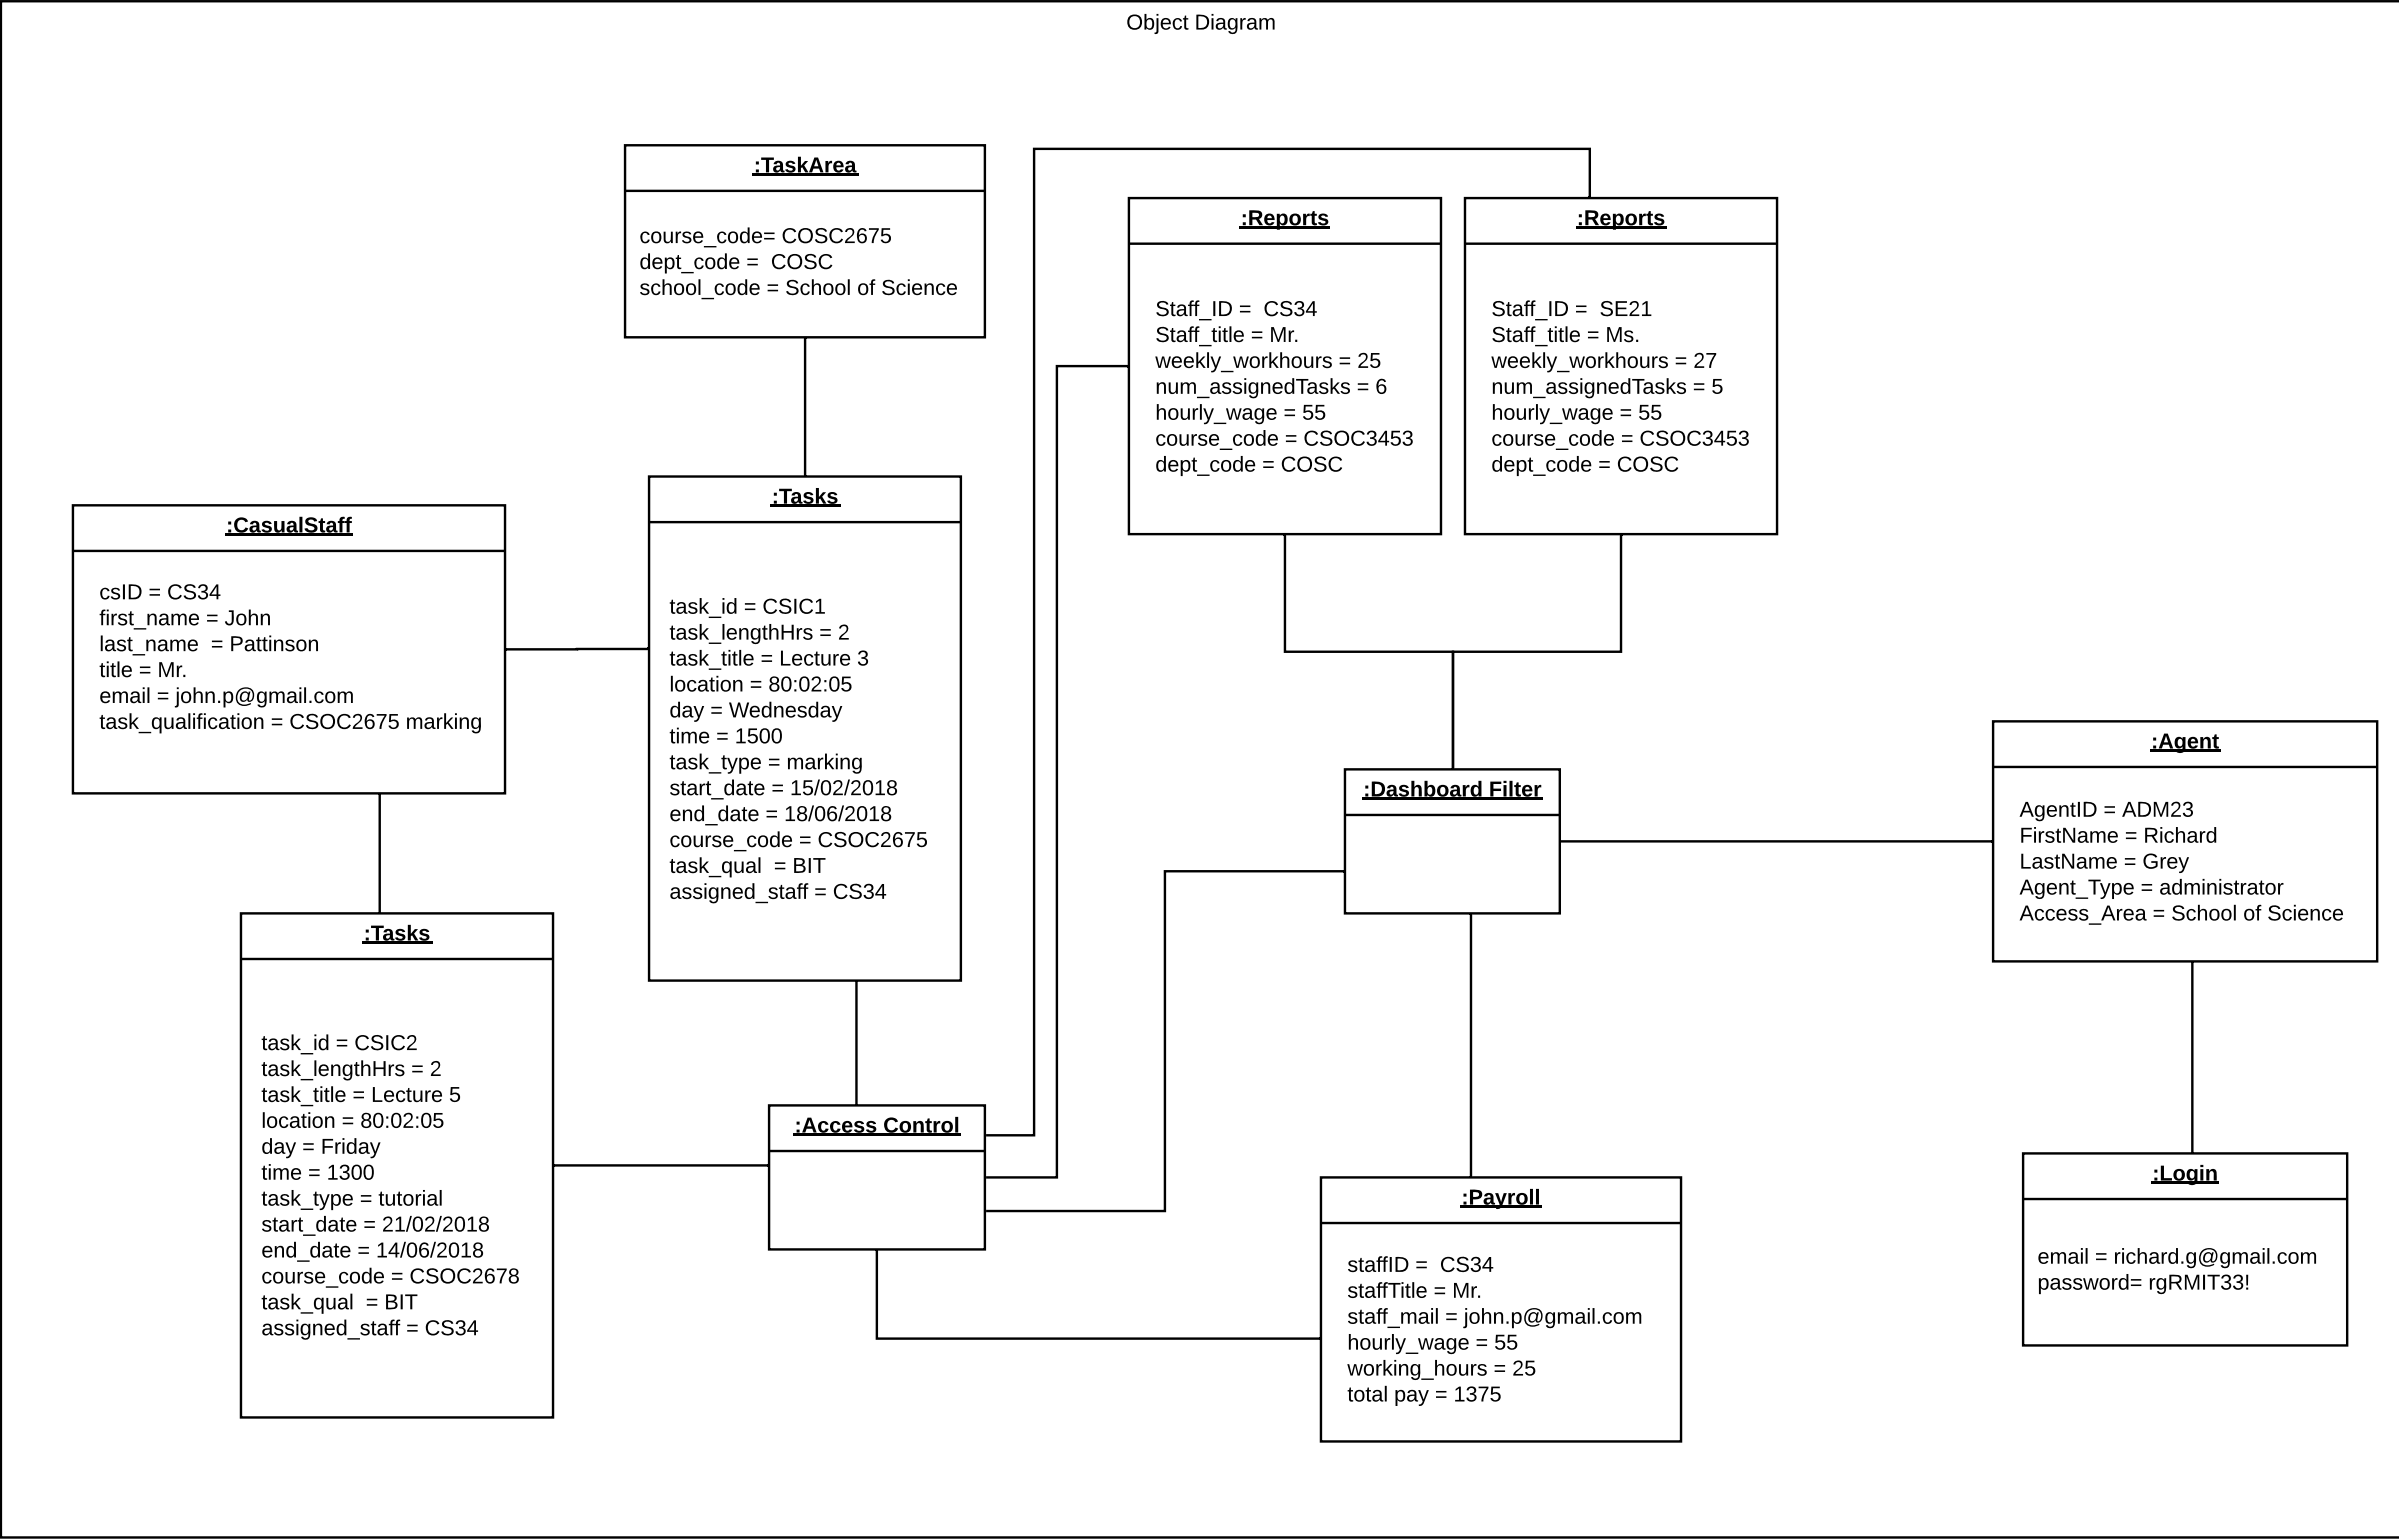 Object Diagram
:TaskArea
course_code= COSC2675
dept_code =  COSC
school_code = School of Science
:Reports
Staff_ID =  CS34
Staff_title = Mr.
weekly_workhours = 25
num_assignedTasks = 6
hourly_wage = 55
course_code = CSOC3453
dept_code = COSC
:Reports
Staff_ID =  SE21
Staff_title = Ms.
weekly_workhours = 27
num_assignedTasks = 5
hourly_wage = 55
course_code = CSOC3453
dept_code = COSC
:CasualStaff
csID = CS34
first_name = John
last_name  = Pattinson
title = Mr.
email = john.p@gmail.com
task_qualification = CSOC2675 marking
:Tasks
task_id = CSIC1
task_lengthHrs = 2
task_title = Lecture 3
location = 80:02:05
day = Wednesday
time = 1500
task_type = marking
start_date = 15/02/2018
end_date = 18/06/2018
course_code = CSOC2675
task_qual  = BIT
assigned_staff = CS34
:Dashboard Filter
:Agent
AgentID = ADM23
FirstName = Richard
LastName = Grey
Agent_Type = administrator
Access_Area = School of Science
:Tasks
task_id = CSIC2
task_lengthHrs = 2
task_title = Lecture 5
location = 80:02:05
day = Friday
time = 1300
task_type = tutorial
start_date = 21/02/2018
end_date = 14/06/2018
course_code = CSOC2678
task_qual  = BIT
assigned_staff = CS34
:Access Control
:Payroll
staffID =  CS34
staffTitle = Mr.
staff_mail = john.p@gmail.com
hourly_wage = 55
working_hours = 25
total pay = 1375
:Login
email = richard.g@gmail.com
password= rgRMIT33!